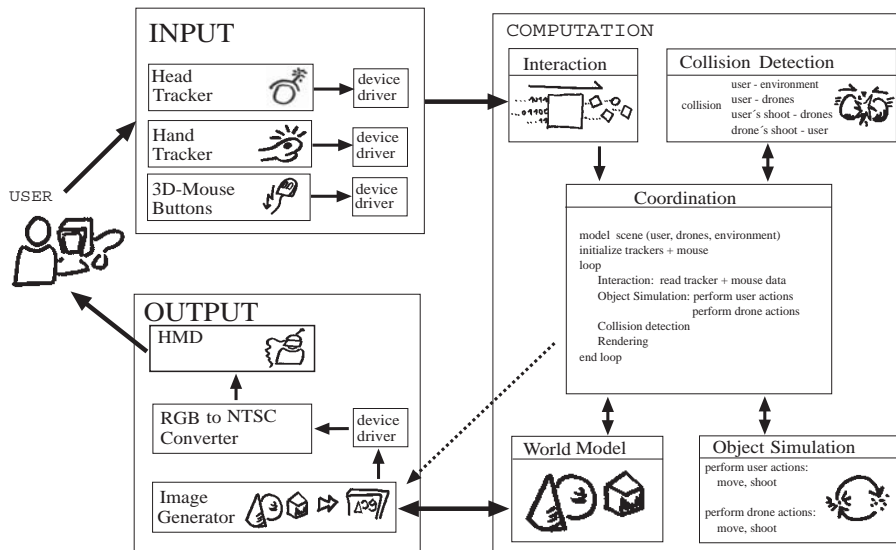 INPUT
Head
Tracker
device
driver
Hand
Tracker
device
driver
3D-Mouse
Buttons
device
driver
USER
OUTPUT
HMD
RGB to NTSC
Converter
device
driver
Image
Generator
COMPUTATION
Interaction
Collision Detection
collision
user - environment
user - drones
user´s shoot - drones
drone´s shoot - user
Coordination
model scene (user, drones, environment)
initialize trackers + mouse
loop
Interaction: read tracker + mouse data
Object Simulation: perform user actions
perform drone actions
Collision detection
Rendering
end loop
World Model
Object Simulation
perform user actions:
move, shoot
perform drone actions:
move, shoot